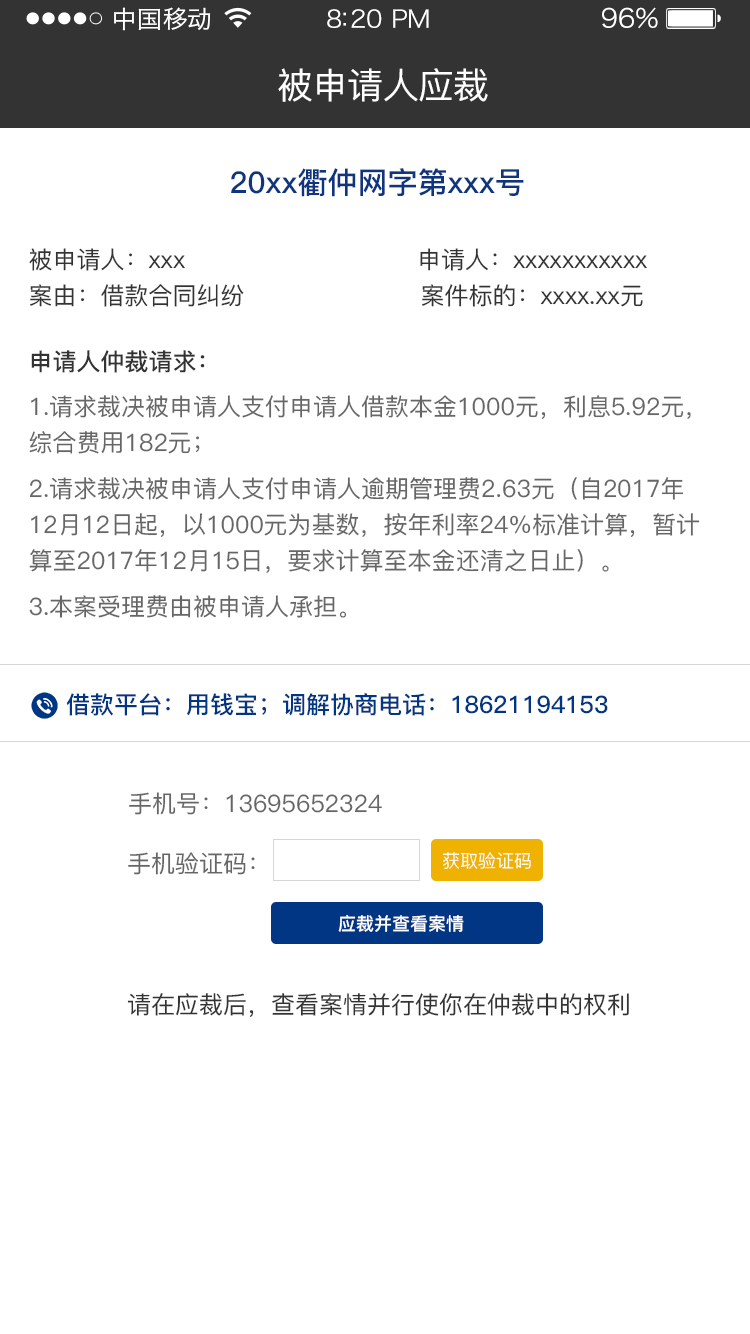 中国移动 8:20 PM 96%
被申请人应裁
20xx衢仲网字第xxx号
被申请人：xxx 申请人：xxxxxxxxxxx
案由：借款合同纠纷 案件标的：xxxx.xx元
申请人仲裁请求：
1.请求裁决被申请人支付申请人借款本金1000元，利息5.92元，
综合费用182元；
2.请求裁决被申请人支付申请人逾期管理费2.63元（自2017年
12月12日起，以1000元为基数，按年利率24%标准计算，暂计
算至2017年12月15日，要求计算至本金还清之日止）。
3.本案受理费由被申请人承担。
借款平台：用钱宝；调解协商电话：18621194153
手机号：13695652324
手机验证码： 获取验证码
应裁并查看案情
请在应裁后，查看案情并行使你在仲裁中的权利